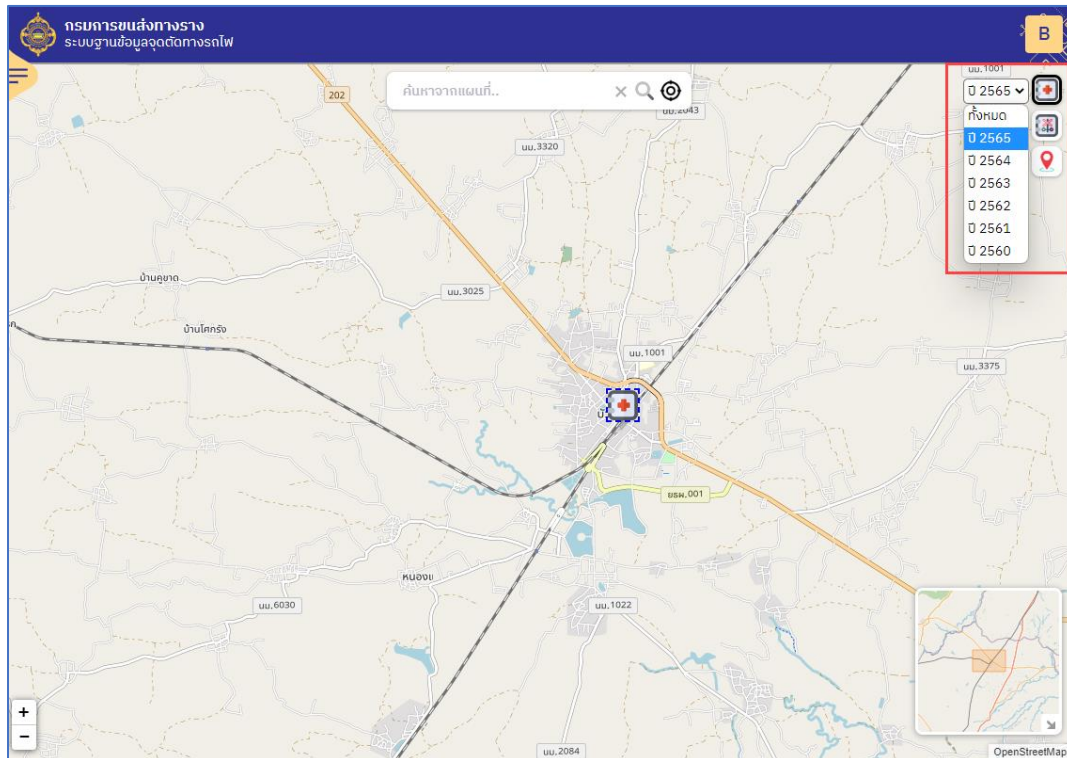 กรมการขนส่งทางราง
ระบบฐานข้อมูลจุดตัดทางรถไฟ
B
ค้นหาจากแผนที่..
นม.1001
ปี 2565
ทั้งหมด
ปี 2565
ปี 2564
ปี 2563
ปี 2562
ปี 2561
ปี 2560
202
นม.2043
นม.3320
บ้านคูขาด
นม.3025
บ้านโศกรัง
นม.1001
นม.3375
ยธผ.001
หนองข
นม.6030
นม.1022
+
−
นม.2084
OpenStreetMap